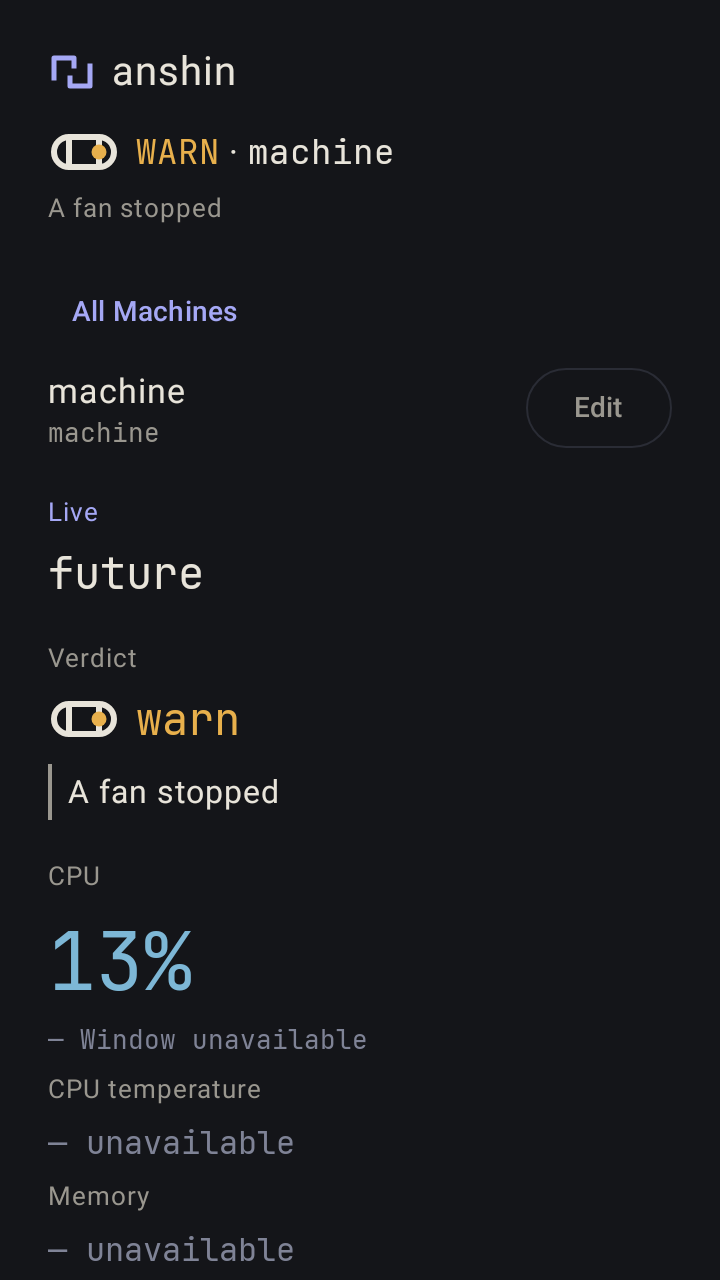 anshin
WARN · machine
A fan stopped
All Machines
machine
Edit
machine
Live
future
Verdict
warn
A fan stopped
CPU
13%
— Window unavailable
CPU temperature
— unavailable
Memory
— unavailable